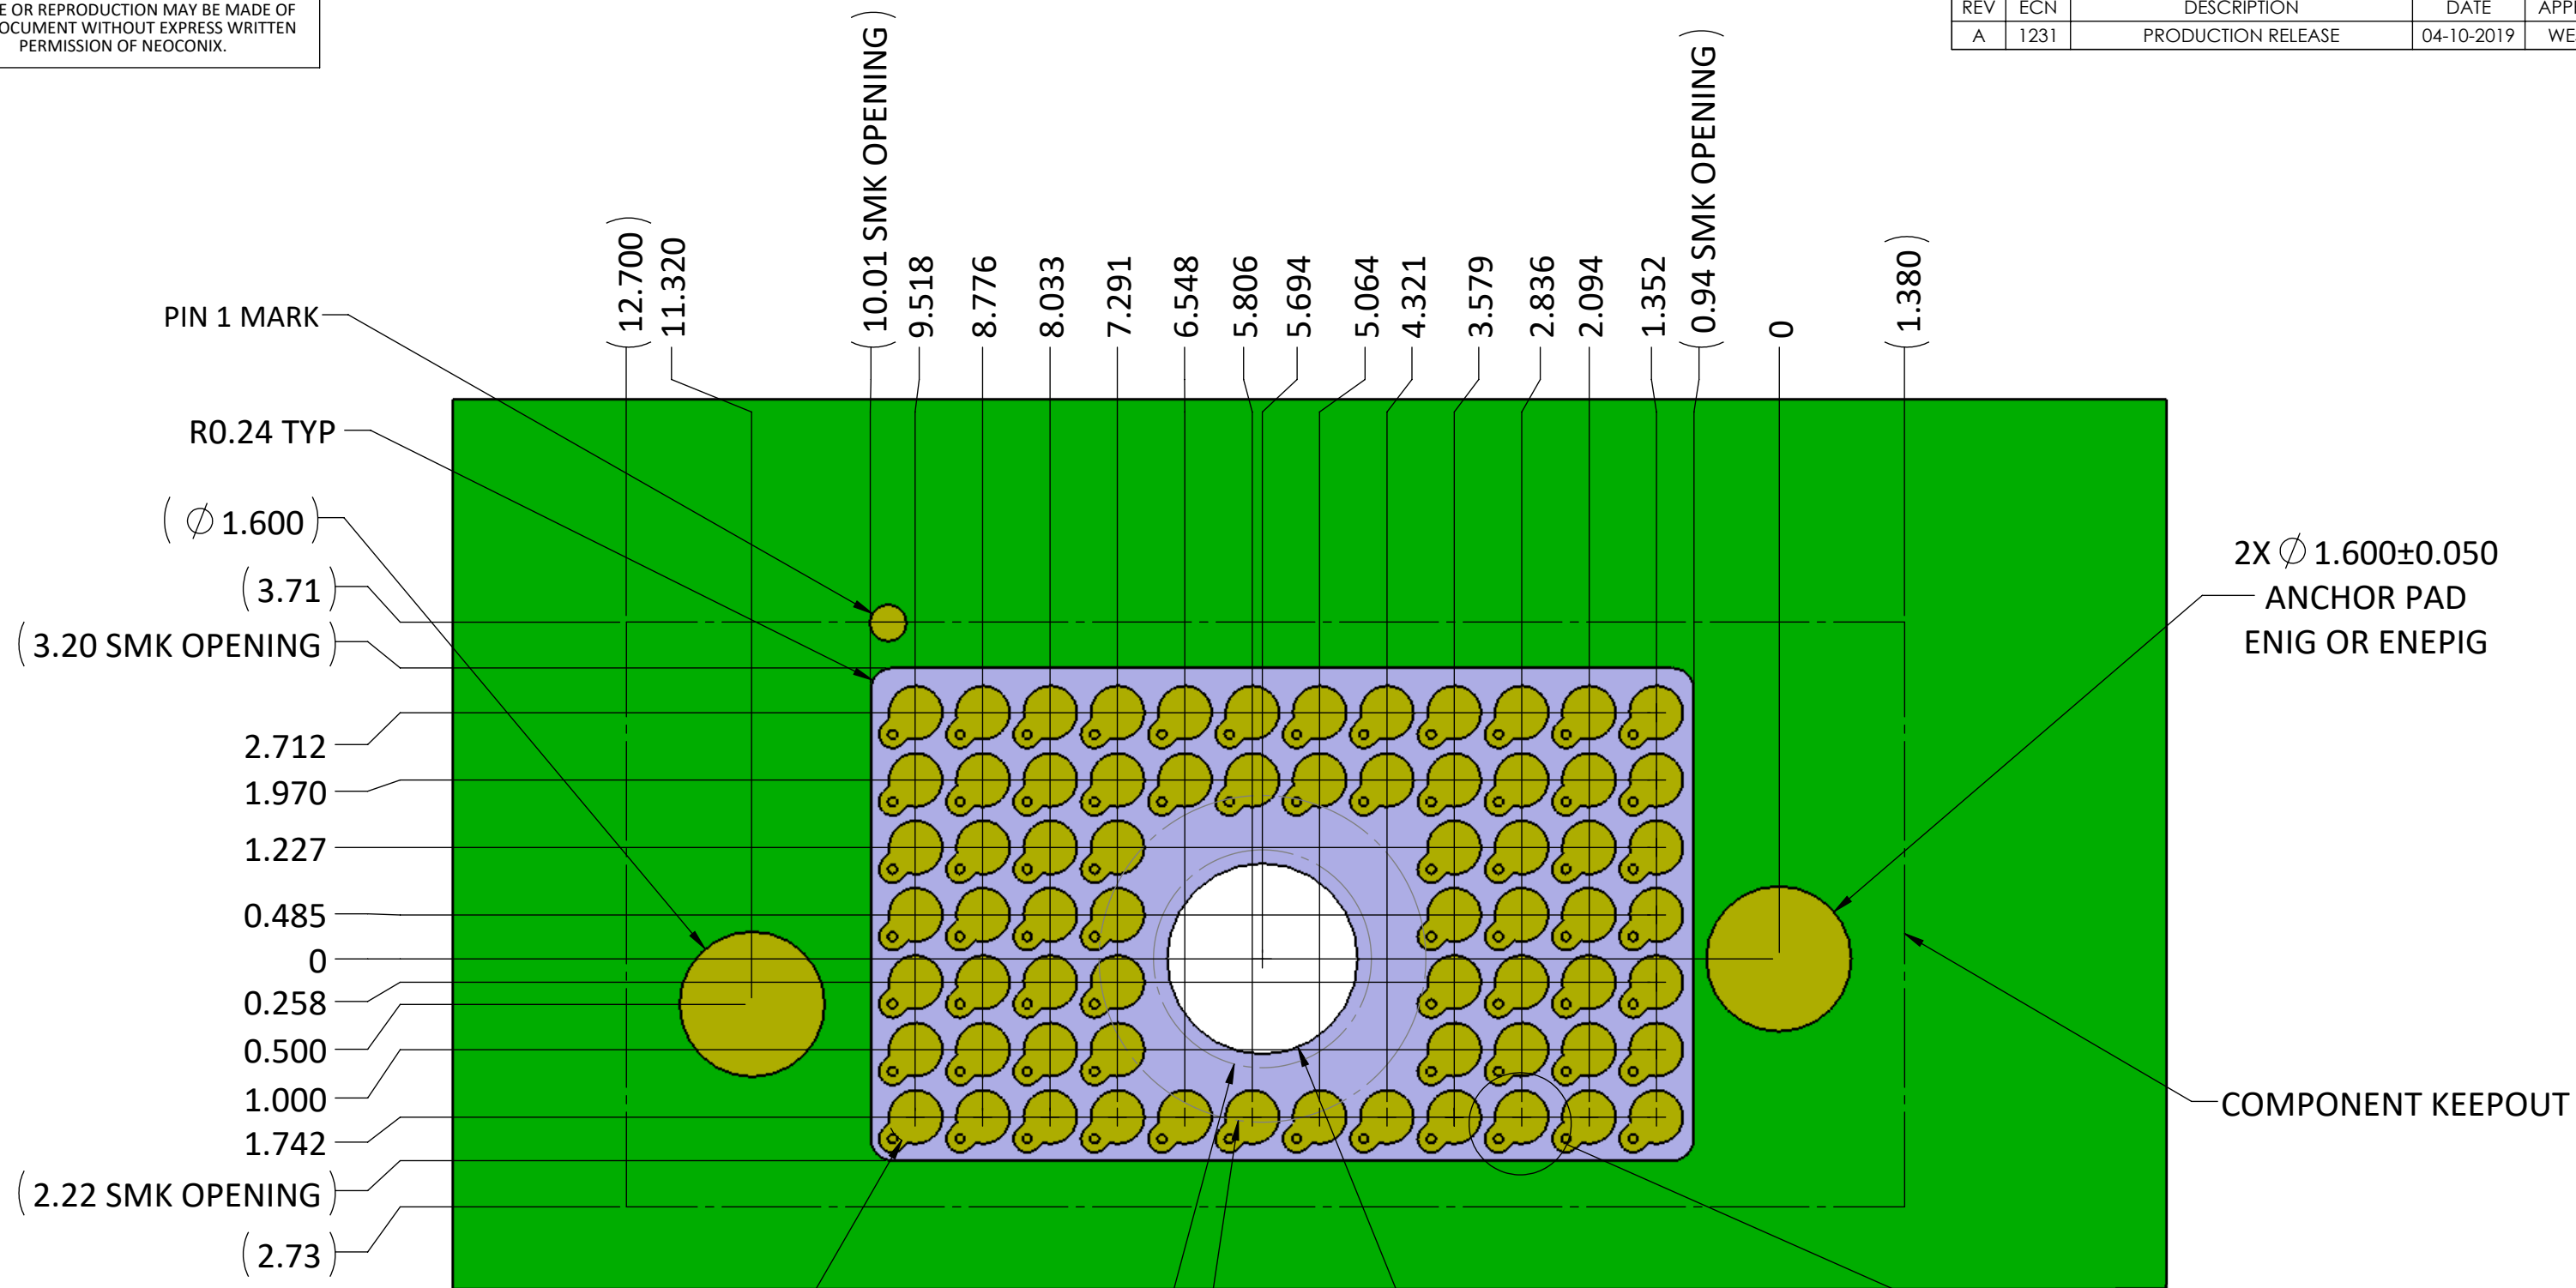 E OR REPRODUCTION MAY BE MADE OF
OCUMENT WITHOUT EXPRESS WRITTEN
PERMISSION OF NEOCONIX.
REV ECN DESCRIPTION DATE
A 1231 PRODUCTION RELEASE 04-10-2019
(12.700)
11.320
(10.01 SMK OPENING)
9.518
8.776
8.033
7.291
6.548
5.806
5.694
5.064
4.321
3.579
2.836
2.094
1.352
(0.94 SMK OPENING)
0
(1.380)
PIN 1 MARK
R0.24 TYP
(∅ 1.600)
(3.71)
(3.20 SMK OPENING)
2.712
1.970
1.227
0.485
0
0.258
0.500
1.000
1.742
(2.22 SMK OPENING)
(2.73)
2X ∅ 1.600±0.050
ANCHOR PAD
ENIG OR ENEPIG
COMPONENT KEEPOUT